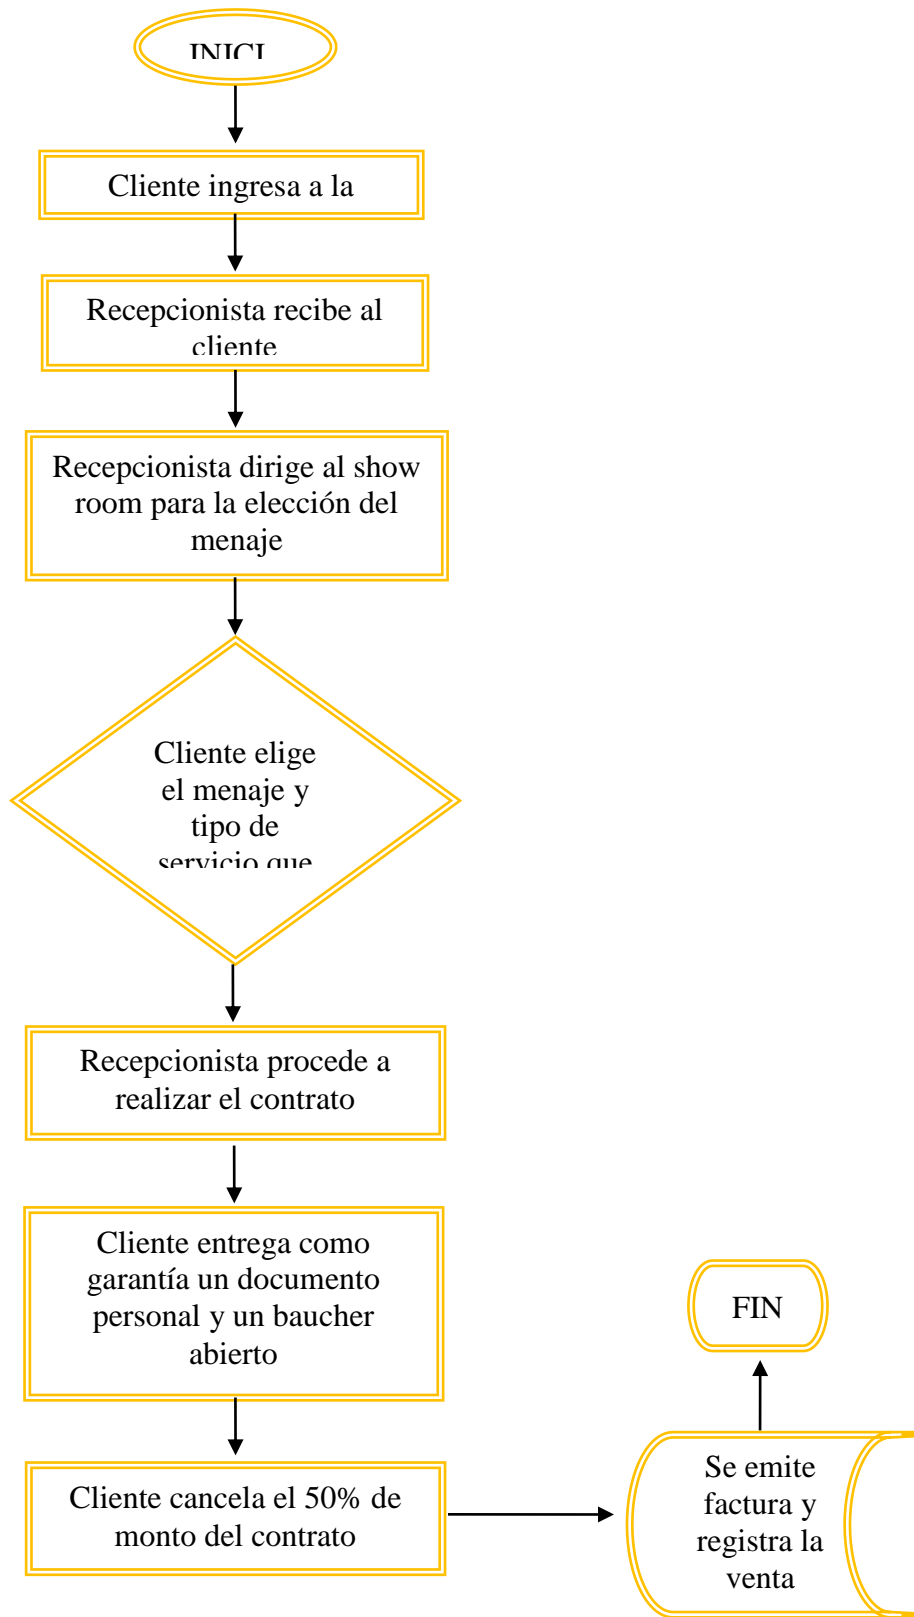 INICI
Cliente ingresa a la
Recepcionista recibe al
cliente
Recepcionista dirige al show
room para la elección del
menaje
Cliente elige
el menaje y
tipo de
servicio que
Recepcionista procede a
realizar el contrato
Cliente entrega como
garantía un documento
personal y un baucher
abierto
Cliente cancela el 50% de
monto del contrato
Se emite
factura y
registra la
venta
FIN